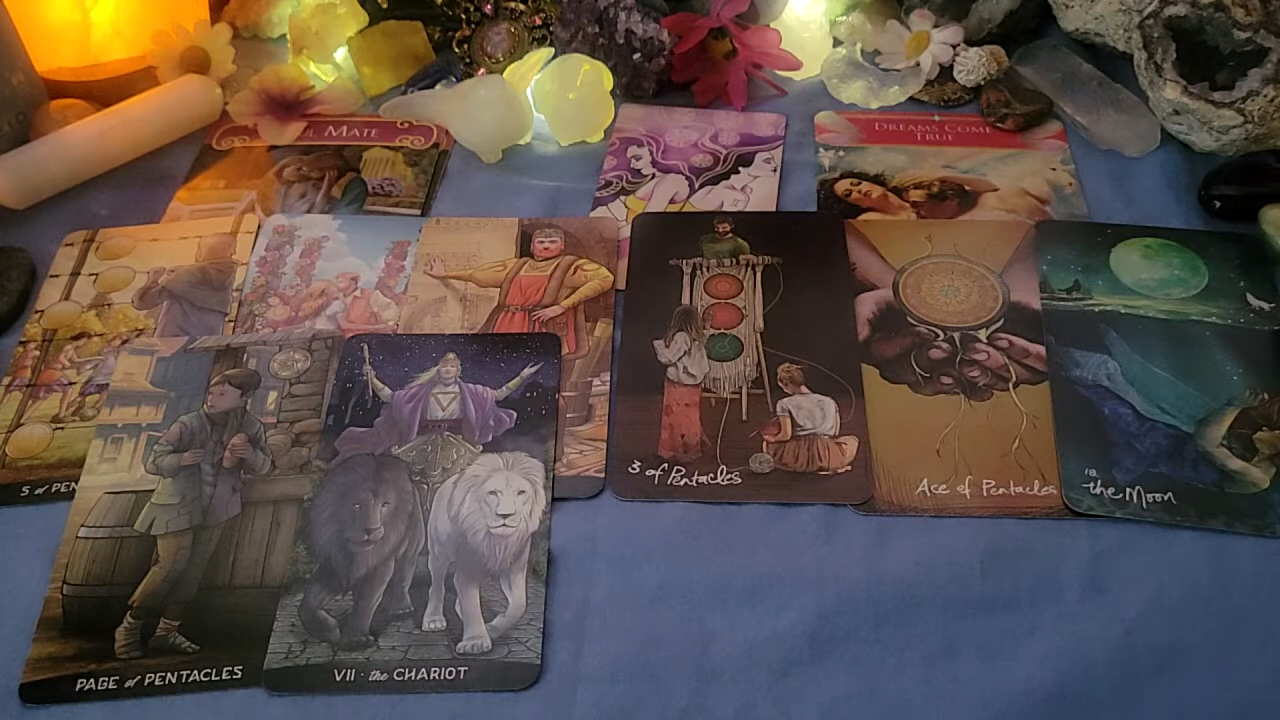 MATE
DREAMS COME
TRUE
5 of PEN
3 of Pentacles
Ace of Pentacles
18.
the Moon
PAGE of PENTACLES
VII · the CHARIOT